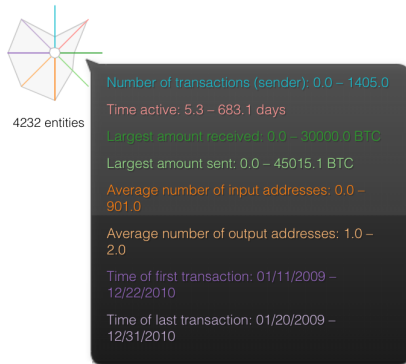 4232 entities
Number of transactions (sender): 0.0 – 1405.0
Time active: 5.3 – 683.1 days
Largest amount received: 0.0 – 30000.0 BTC
Largest amount sent: 0.0 – 45015.1 BTC
Average number of input addresses: 0.0 –
901.0
Average number of output addresses: 1.0 –
2.0
Time of first transaction: 01/11/2009 –
12/22/2010
Time of last transaction: 01/20/2009 –
12/31/2010